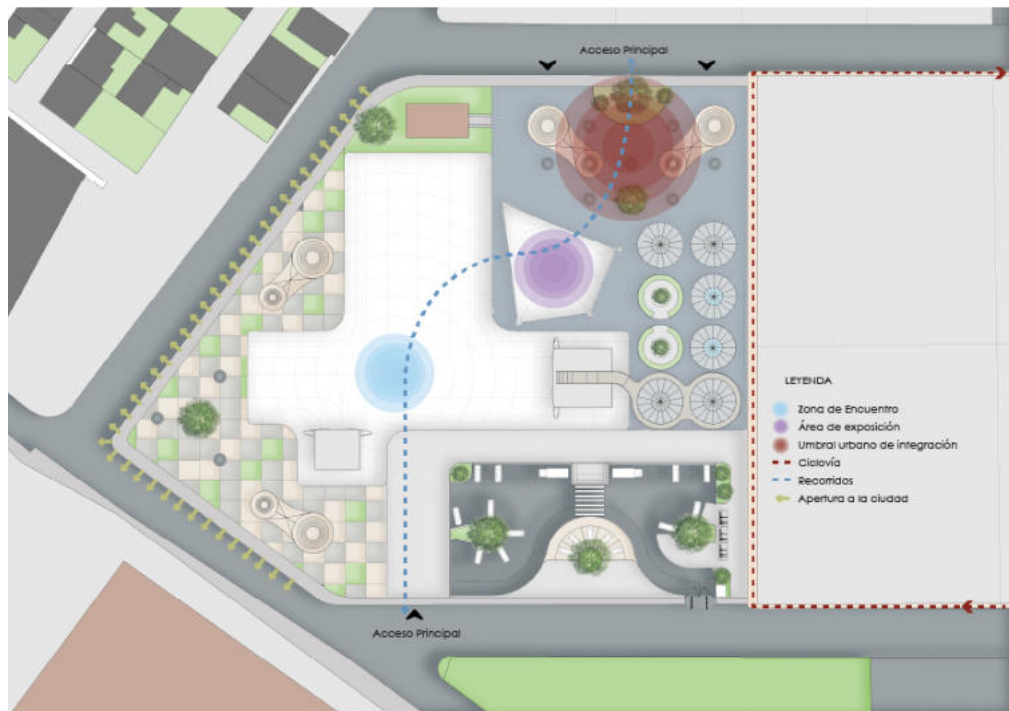 Acceso Principal
LEYENDA
Zona de Encuentro
Área de exposición
Umbral urbano de integración
Ciclovía
Recorridos
Apertura a la ciudad
Acceso Principal